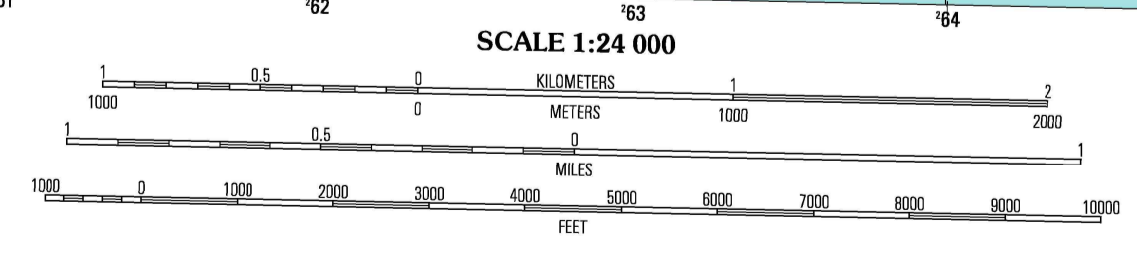 ²62 ²63 ²64
SCALE 1:24 000
1 0.5 0 KILOMETERS 1 2
1000 0 METERS 1000 2000
1 0.5 0 1
MILES
1000 0 1000 2000 3000 4000 5000 6000 7000 8000 9000 10000
FEET